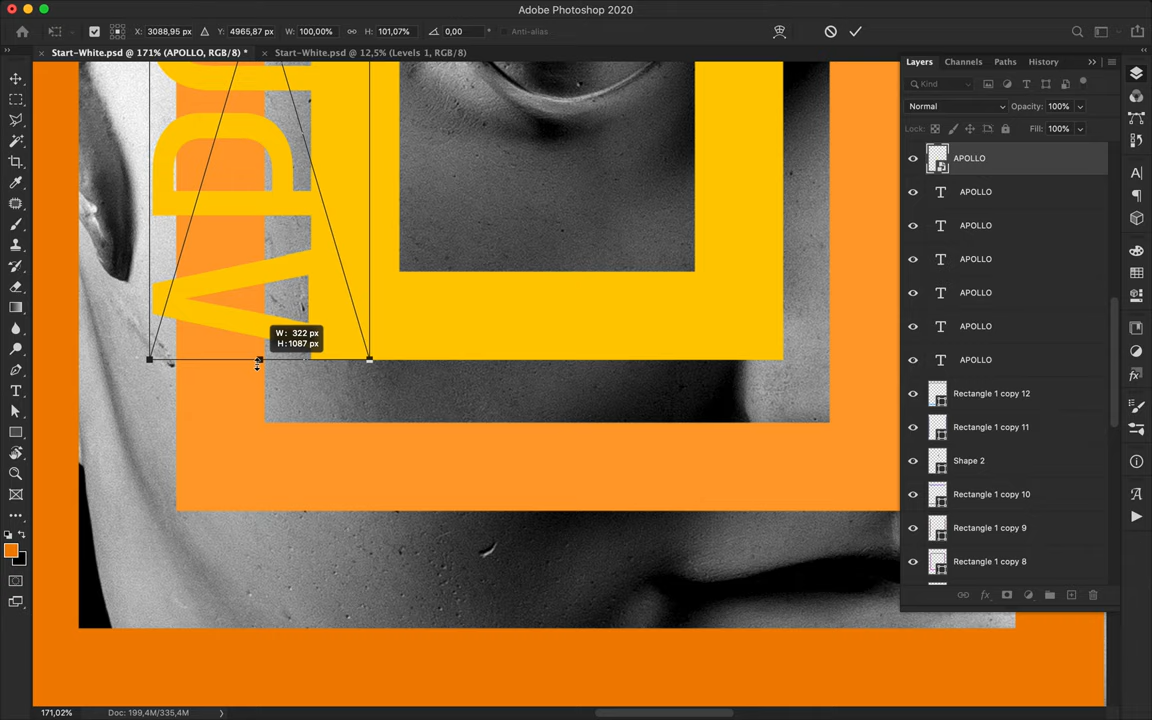 Adobe Photoshop 2020
X: 3088,95 px Y: 4965,87 px W: 100,00% H: 101,07% 0,00 ° Anti-alias
Start-White.psd @ 171% (APOLLO, RGB/8) * Start-White.psd @ 12,5% (Levels 1, RGB/8)
Layers Channels Paths History
Kind
Normal Opacity: 100%
Lock: Fill: 100%
APOLLO
APOLLO
APOLLO
APOLLO
APOLLO
APOLLO
APOLLO
Rectangle 1 copy 12
Rectangle 1 copy 11
Shape 2
Rectangle 1 copy 10
Rectangle 1 copy 9
Rectangle 1 copy 8
W: 322 px
H: 1087 px
171,02% Doc: 199,4M/335,4M